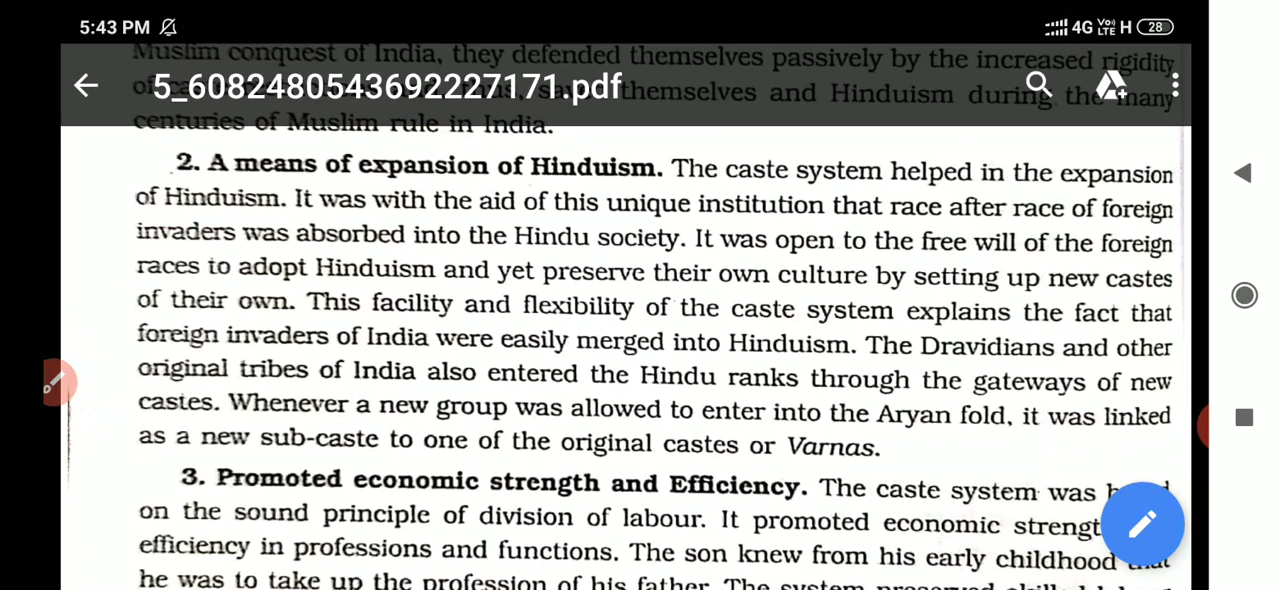 5:43 PM 4G Vo) LTE H 28
Muslim conquest of India, they defended themselves passively by the increased rigidity
5_6082480543692227171.pdf
of themselves and Hinduism during the many
centuries of Muslim rule in India.
2. A means of expansion of Hinduism. The caste system helped in the expansion
of Hinduism. It was with the aid of this unique institution that race after race of foreign
invaders was absorbed into the Hindu society. It was open to the free will of the foreign
races to adopt Hinduism and yet preserve their own culture by setting up new castes
of their own. This facility and flexibility of the caste system explains the fact that
foreign invaders of India were easily merged into Hinduism. The Dravidians and other
original tribes of India also entered the Hindu ranks through the gateways of new
castes. Whenever a new group was allowed to enter into the Aryan fold, it was linked
as a new sub-caste to one of the original castes or Varnas.
3. Promoted economic strength and Efficiency. The caste system was
on the sound principle of division of labour. It promoted economic strengt
efficiency in professions and functions. The son knew from his early childhood that
he was to take up the profession of his father. The system preserved skilled